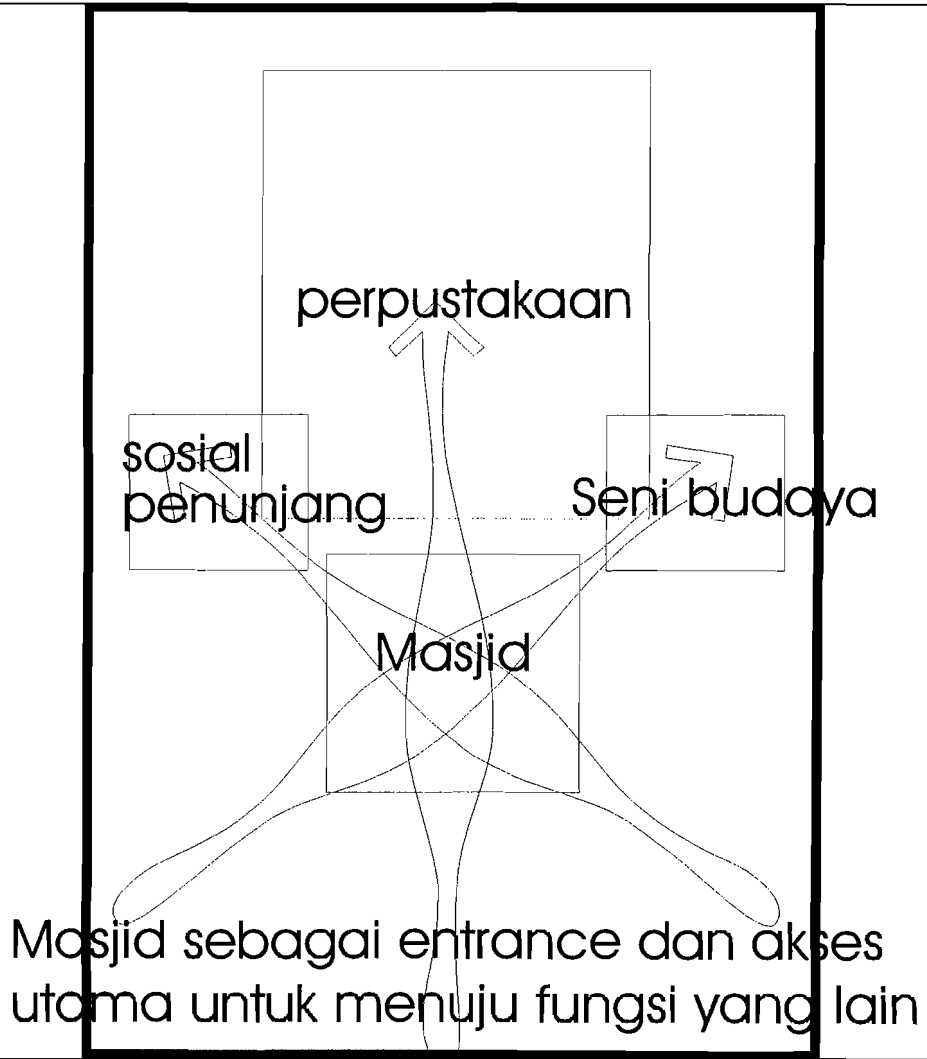 perpustakaan
sosial
penunjang
Seni budaya
Masjid
Masjid sebagai entrance dan akses
utama untuk menuju fungsi yang lain